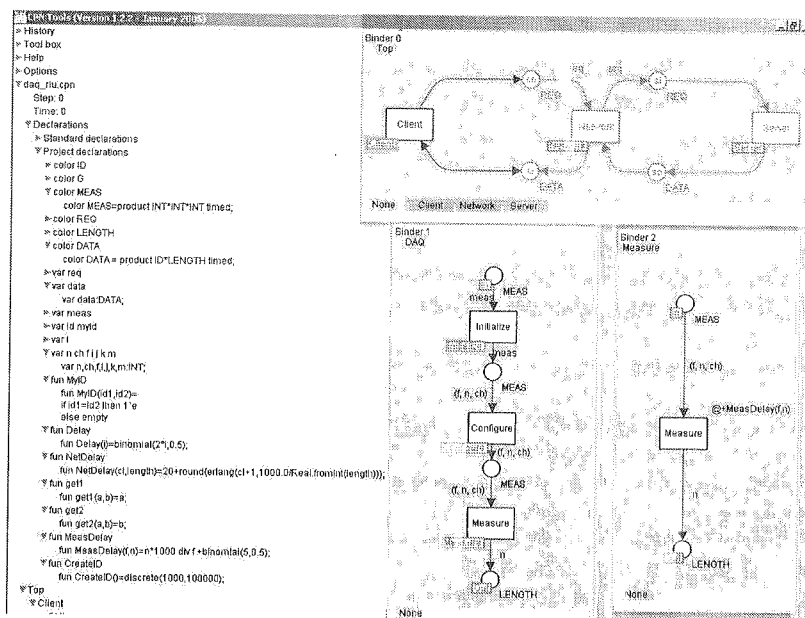 CPN Tools (Version 1.2.2 - January 2005)
History
Tool box
Help
Options
daq_riu.cpn
Step: 0
Time: 0
Declarations
Standard declarations
Project declarations
color ID
color G
color MEAS
color MEAS=product INT*INT*INT timed;
color REQ
color LENGTH
color DATA
color DATA = product ID*LENGTH timed;
var req
var data
var data:DATA;
var meas
var id myid
var i
var n ch f i j k m
var n,ch,f,i,j,k,m:INT;
fun MyID
fun MyID(id1,id2)=
if id1=id2 then 1`e
else empty
fun Delay
fun Delay(i)=binomial(2*i,0.5);
fun NetDelay
fun NetDelay(cl,length)=20+round(erlang(cl+1,1000.0/Real.fromInt(length)));
fun get1
fun get1(a,b)=a;
fun get2
fun get2(a,b)=b;
fun MeasDelay
fun MeasDelay(f,n)=n*1000 div f+binomial(5,0.5);
fun CreateID
fun CreateID()=discrete(1000,100000);
Top
Client
Binder 0
Top
REQ
REQ
Client
Network
Server
DATA
DATA
None Client Network Server
Binder 1
DAQ
MEAS
meas
Initialize
meas
MEAS
(f, n, ch)
Configure
(f, n, ch)
MEAS
(f, n, ch)
Measure
n
LENGTH
None
Binder 2
Measure
MEAS
(f, n, ch)
@+MeasDelay(f,n)
Measure
n
LENGTH
None